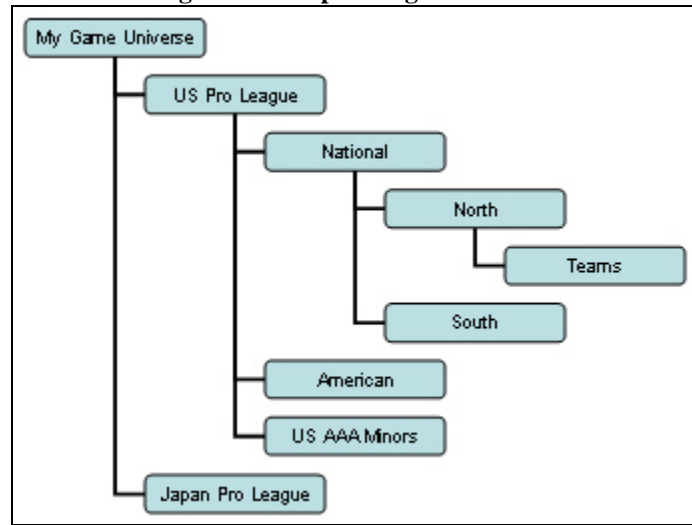 My Game Universe
US Pro League
National
North
Teams
South
American
US AAA Minors
Japan Pro League